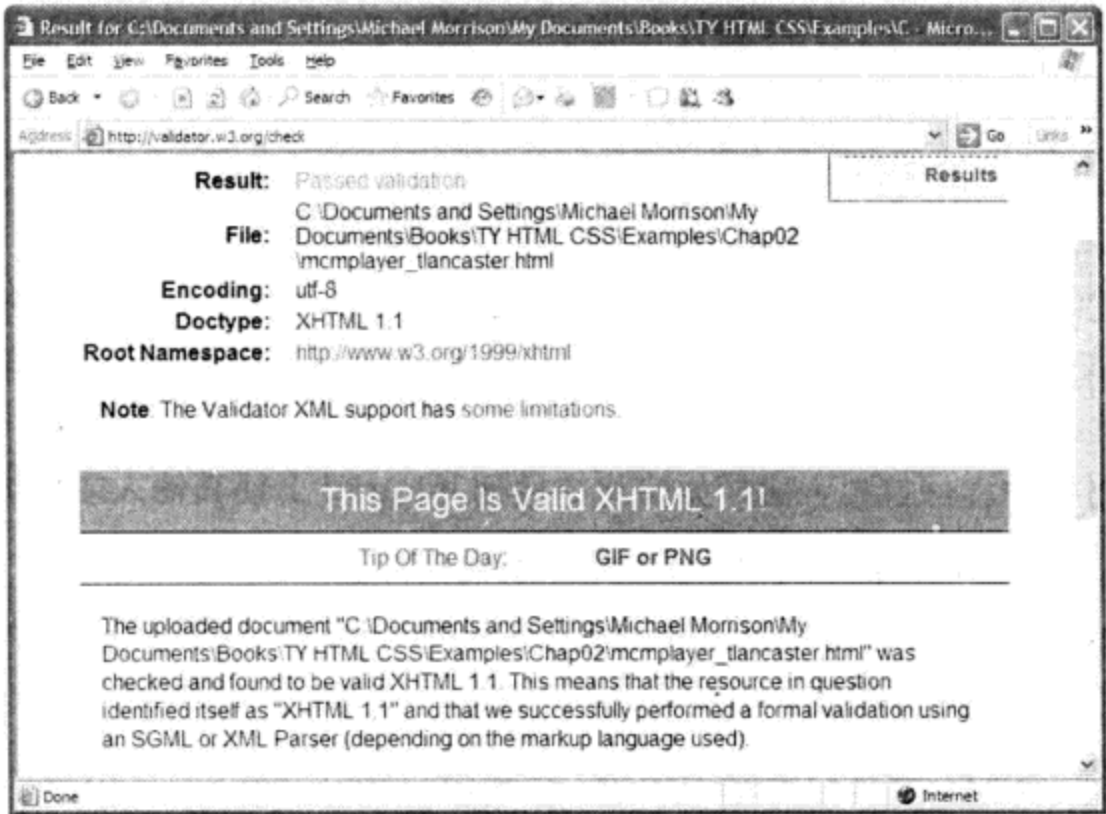 Result for C:\Documents and Settings\Michael Morrison\My Documents\Books\TY HTML CSS\Examples\C - Micro...
File Edit View Favorites Tools Help
Back Search Favorites
Address http://validator.w3.org/check Go Links »
Results
Result: Passed validation
File: C:\Documents and Settings\Michael Morrison\My
Documents\Books\TY HTML CSS\Examples\Chap02
\mcmplayer_tlancaster.html
Encoding: utf-8
Doctype: XHTML 1.1
Root Namespace: http://www.w3.org/1999/xhtml
Note: The Validator XML support has some limitations.
This Page Is Valid XHTML 1.1!
Tip Of The Day: GIF or PNG
The uploaded document "C:\Documents and Settings\Michael Morrison\My
Documents\Books\TY HTML CSS\Examples\Chap02\mcmplayer_tlancaster.html" was
checked and found to be valid XHTML 1.1. This means that the resource in question
identified itself as "XHTML 1.1" and that we successfully performed a formal validation using
an SGML or XML Parser (depending on the markup language used).
Done Internet